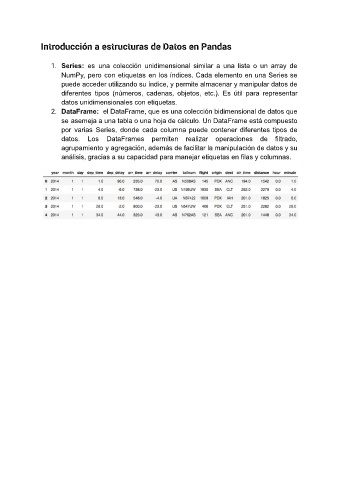 Introducción a estructuras de Datos en Pandas
1. Series: es una colección unidimensional similar a una lista o un array de
NumPy, pero con etiquetas en los índices. Cada elemento en una Series se
puede acceder utilizando su índice, y permite almacenar y manipular datos de
diferentes tipos (números, cadenas, objetos, etc.). Es útil para representar
datos unidimensionales con etiquetas.
2. DataFrame: el DataFrame, que es una colección bidimensional de datos que
se asemeja a una tabla o una hoja de cálculo. Un DataFrame está compuesto
por varias Series, donde cada columna puede contener diferentes tipos de
datos. Los DataFrames permiten realizar operaciones de filtrado,
agrupamiento y agregación, además de facilitar la manipulación de datos y su
análisis, gracias a su capacidad para manejar etiquetas en filas y columnas.
year month day dep_time dep_delay arr_time arr_delay carrier tailnum flight origin dest air_time distance hour minute
0 2014 1 1 1.0 96.0 235.0 70.0 AS 145 PDX ANC 194.0 1542 0.0 1.0
1 2014 1 1 4.0 -6.0 738.0 -23.0 US 1830 SEA CLT 252.0 2279 0.0 4.0
2 2014 1 1 8.0 13.0 548.0 -4.0 UA 1609 PDX IAH 201.0 1825 0.0 8.0
3 2014 1 1 28.0 -2.0 800.0 -23.0 US 466 PDX CLT 251.0 2282 0.0 28.0
4 2014 1 1 34.0 44.0 325.0 43.0 AS 121 SEA ANC 201.0 1448 0.0 34.0